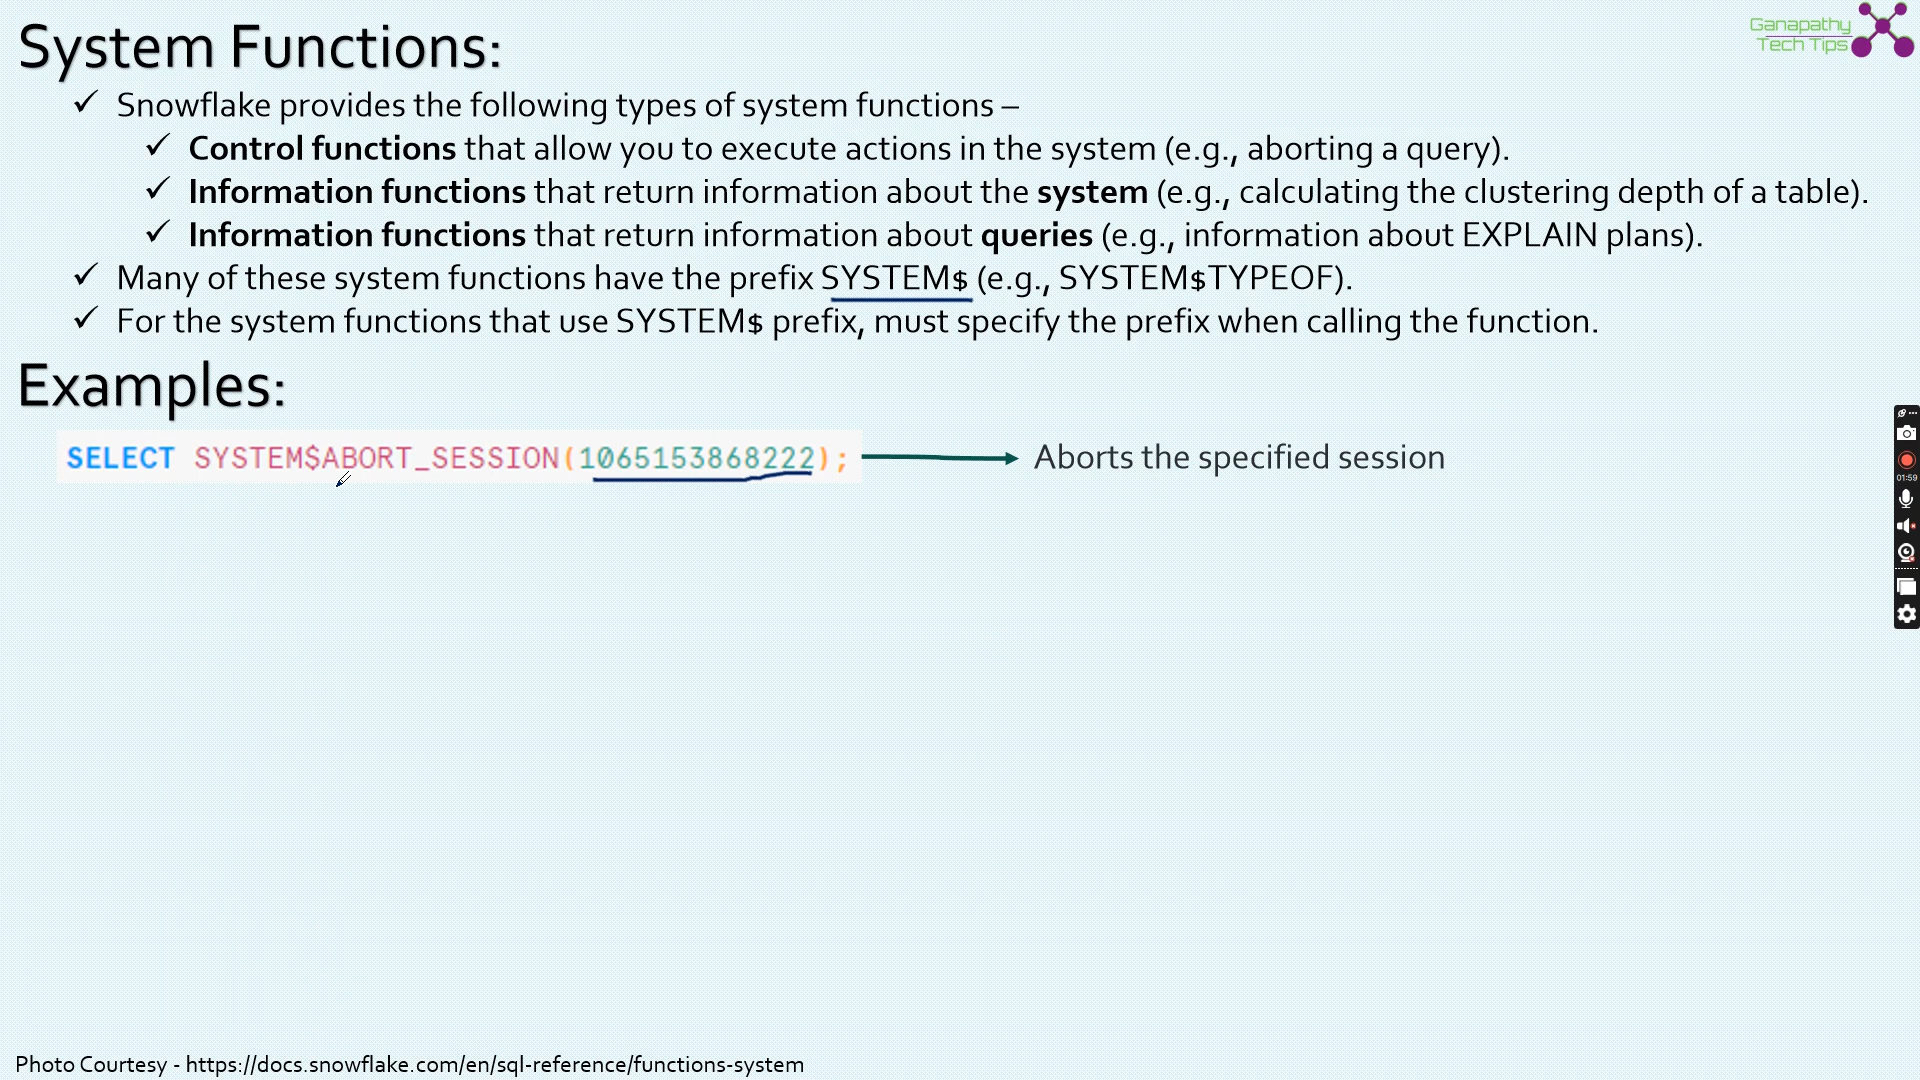 System Functions:
Ganapathy
Tech Tips
Snowflake provides the following types of system functions –
Control functions that allow you to execute actions in the system (e.g., aborting a query).
Information functions that return information about the system (e.g., calculating the clustering depth of a table).
Information functions that return information about queries (e.g., information about EXPLAIN plans).
Many of these system functions have the prefix SYSTEM$ (e.g., SYSTEM$TYPEOF).
For the system functions that use SYSTEM$ prefix, must specify the prefix when calling the function.
Examples:
SELECT SYSTEM$ABORT_SESSION(1065153868222);
Aborts the specified session
01:59
Photo Courtesy - https://docs.snowflake.com/en/sql-reference/functions-system